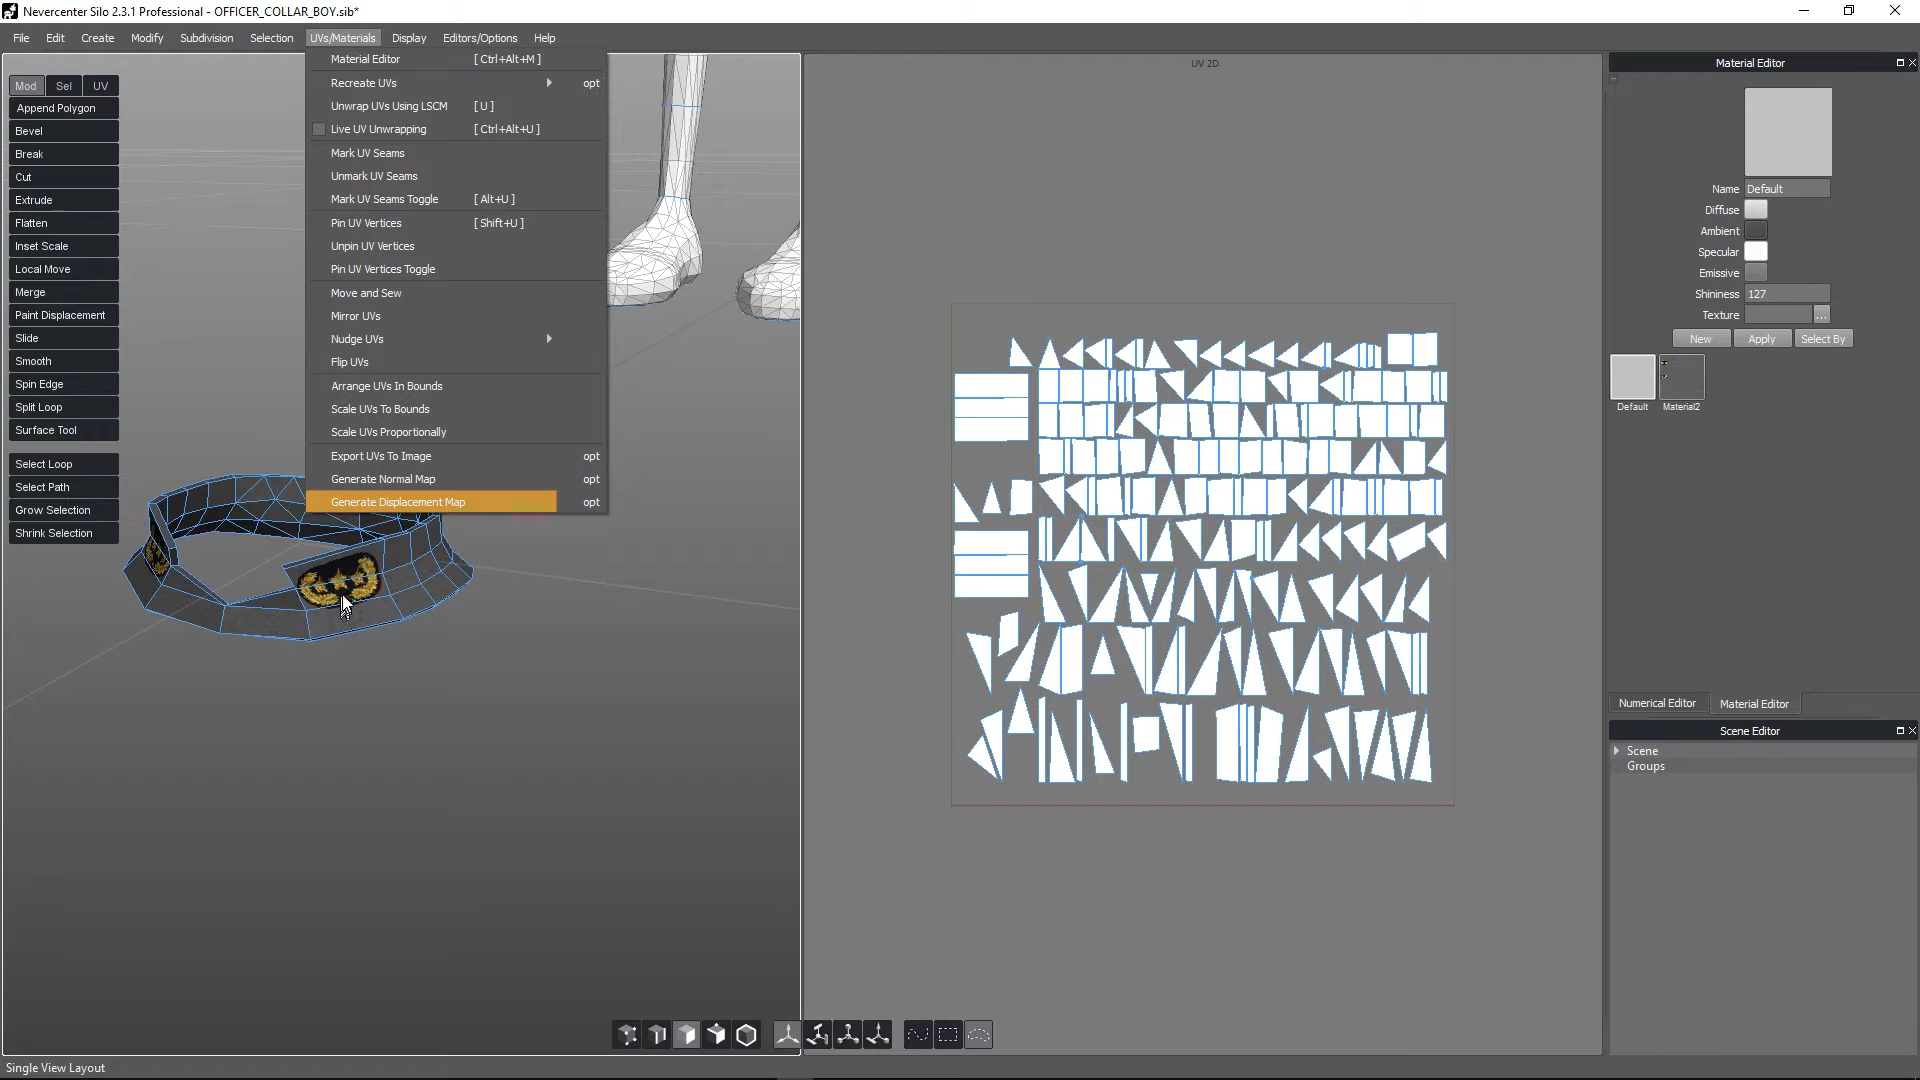 Nevercenter Silo 2.3.1 Professional - OFFICER_COLLAR_BOY.sib*
File Edit Create Modify Subdivision Selection UVs/Materials Display Editors/Options Help
Mod Sel UV
Append Polygon
Bevel
Break
Cut
Extrude
Flatten
Inset Scale
Local Move
Merge
Paint Displacement
Slide
Smooth
Spin Edge
Split Loop
Surface Tool
Select Loop
Select Path
Grow Selection
Shrink Selection
Material Editor [ Ctrl+Alt+M ]
Recreate UVs opt
Unwrap UVs Using LSCM [ U ]
Live UV Unwrapping [ Ctrl+Alt+U ]
Mark UV Seams
Unmark UV Seams
Mark UV Seams Toggle [ Alt+U ]
Pin UV Vertices [ Shift+U ]
Unpin UV Vertices
Pin UV Vertices Toggle
Move and Sew
Mirror UVs
Nudge UVs
Flip UVs
Arrange UVs In Bounds
Scale UVs To Bounds
Scale UVs Proportionally
Export UVs To Image opt
Generate Normal Map opt
Generate Displacement Map opt
UV 2D
Material Editor
Name Default
Diffuse
Ambient
Specular
Emissive
Shininess 127
Texture ...
New Apply Select By
Default Material2
Numerical Editor Material Editor
Scene Editor
Scene
Groups
Single View Layout